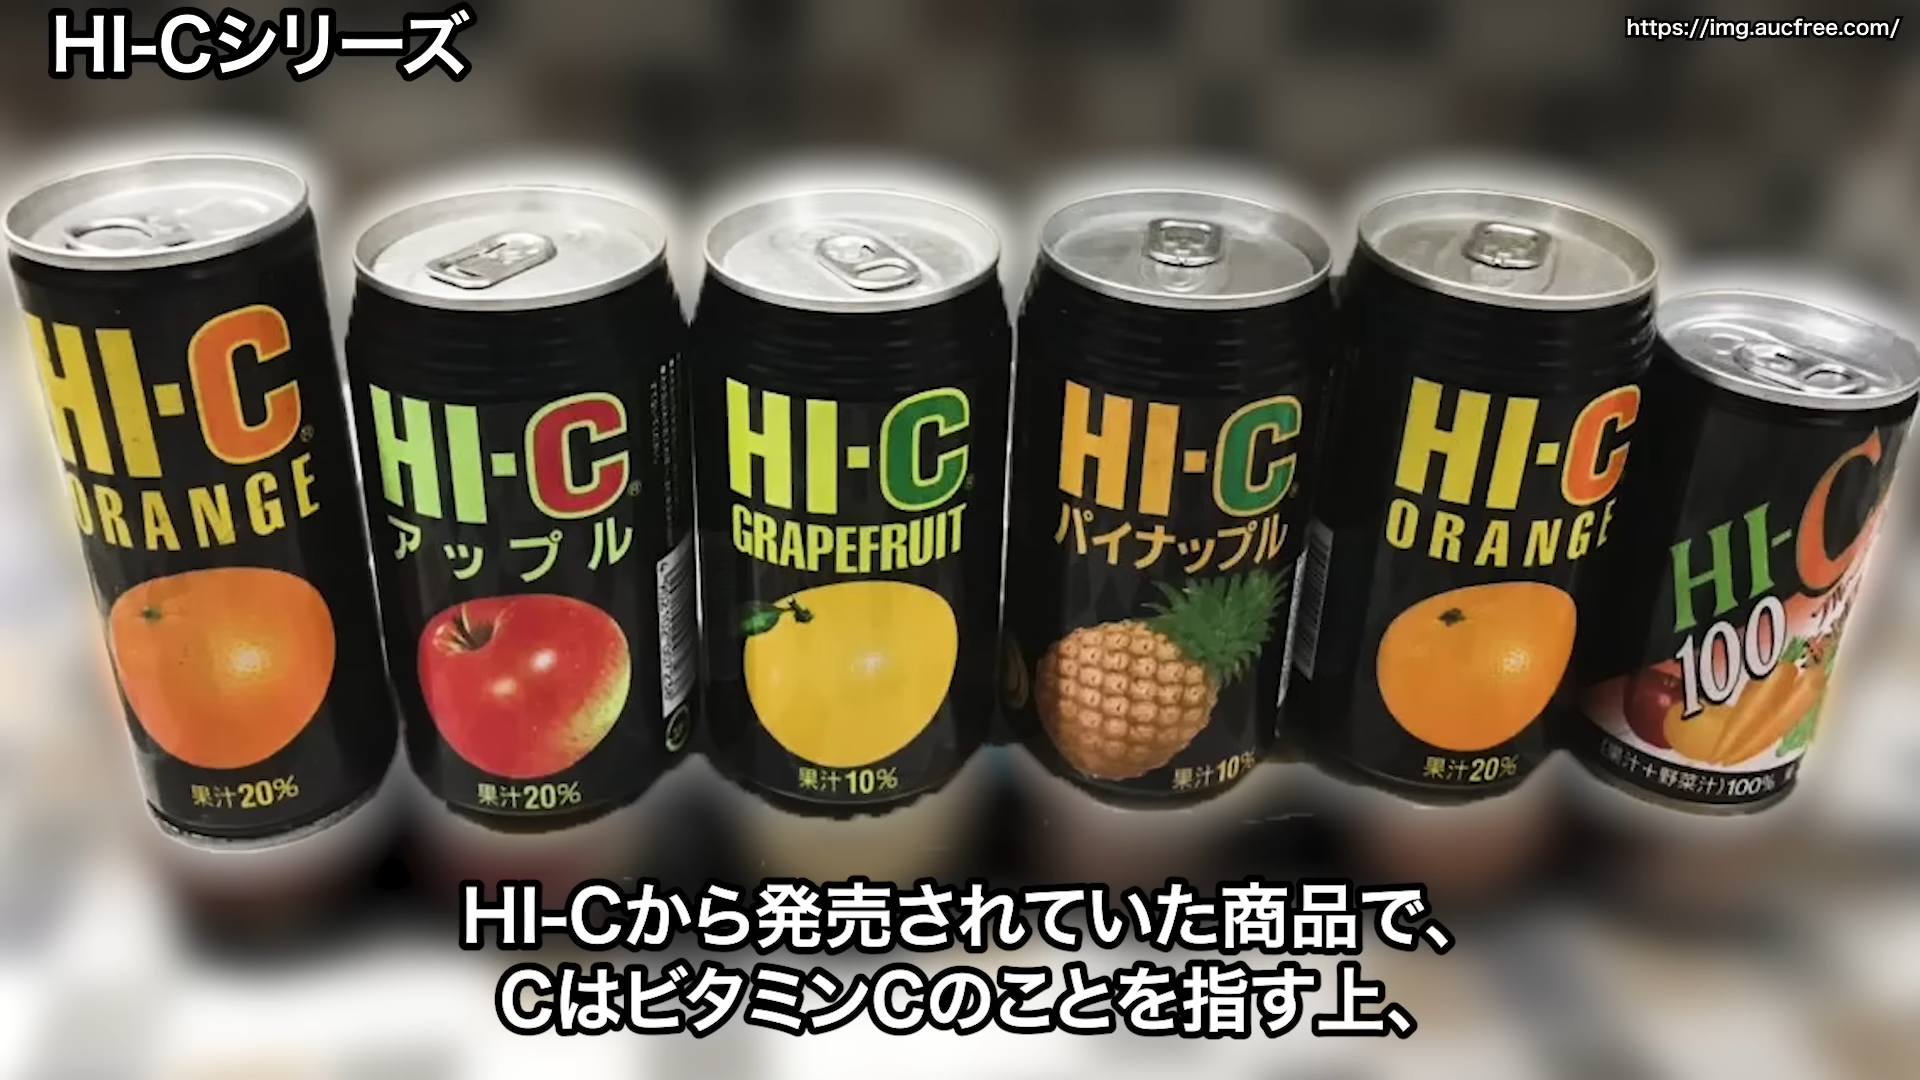 HI-Cシリーズ
https://img.aucfree.com/
HI-C
ORANGE
果汁20%
HI-C
アップル
果汁20%
HI-C
GRAPEFRUIT
果汁10%
HI-C
パイナップル
果汁10%
HI-C
ORANGE
果汁20%
HI-C
100
(果汁+野菜汁)100%
HI-Cから発売されていた商品で、
CはビタミンCのことを指す上、